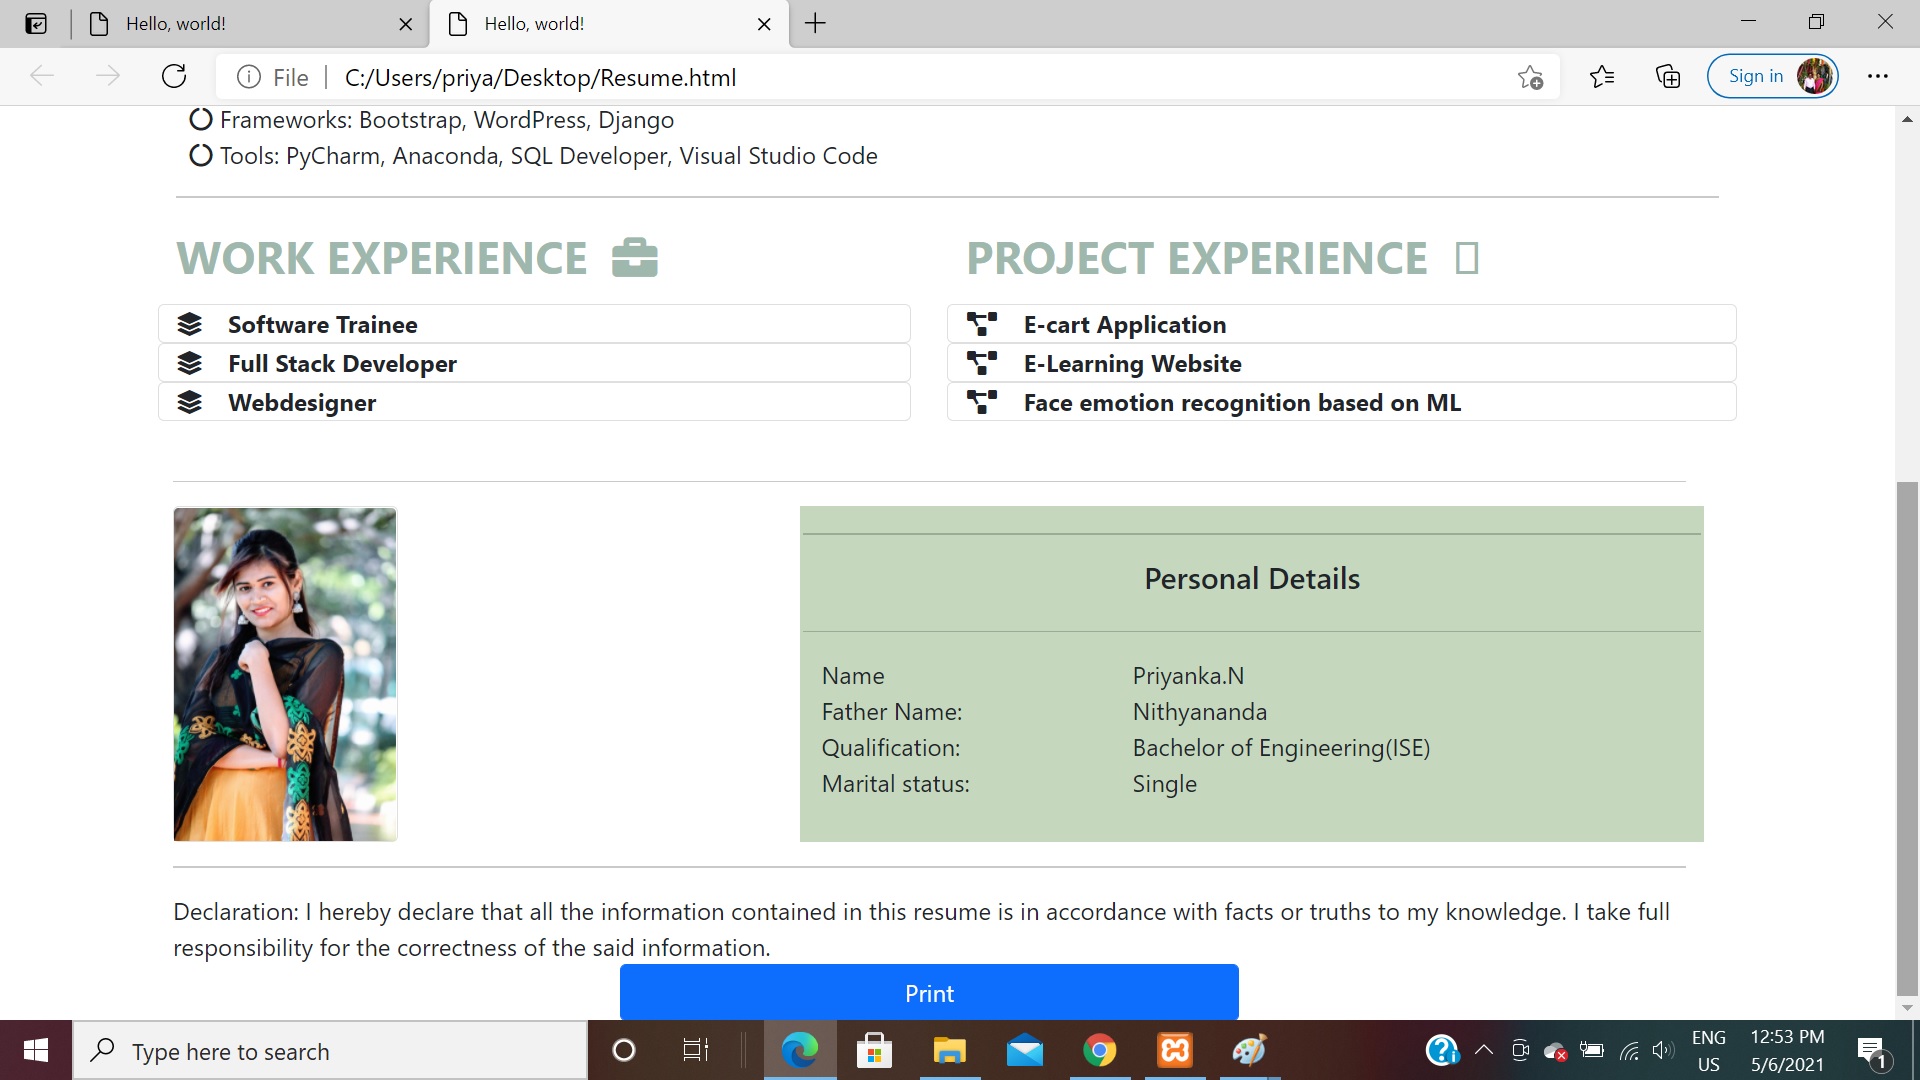 Hello, world!
Hello, world!
File
C:/Users/priya/Desktop/Resume.html
Sign in
Frameworks: Bootstrap, WordPress, Django
Tools: PyCharm, Anaconda, SQL Developer, Visual Studio Code
WORK EXPERIENCE
Software Trainee
Full Stack Developer
Webdesigner
PROJECT EXPERIENCE
E-cart Application
E-Learning Website
Face emotion recognition based on ML
Personal Details
Name Priyanka.N
Father Name: Nithyananda
Qualification: Bachelor of Engineering(ISE)
Marital status: Single
Declaration: I hereby declare that all the information contained in this resume is in accordance with facts or truths to my knowledge. I take full
responsibility for the correctness of the said information.
Print
Type here to search
ENG
US
12:53 PM
5/6/2021
1